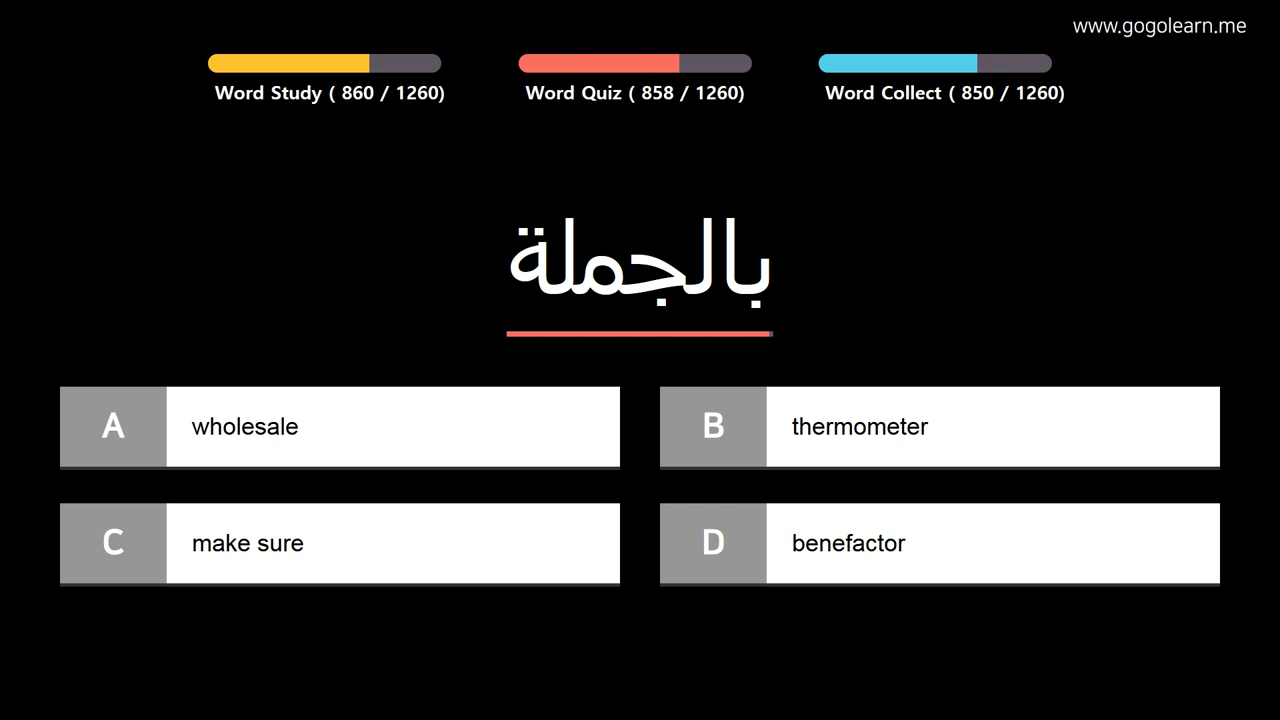 www.gogolearn.me
Word Study ( 860 / 1260)
Word Quiz ( 858 / 1260)
Word Collect ( 850 / 1260)
بالجملة
A wholesale
B thermometer
C make sure
D benefactor